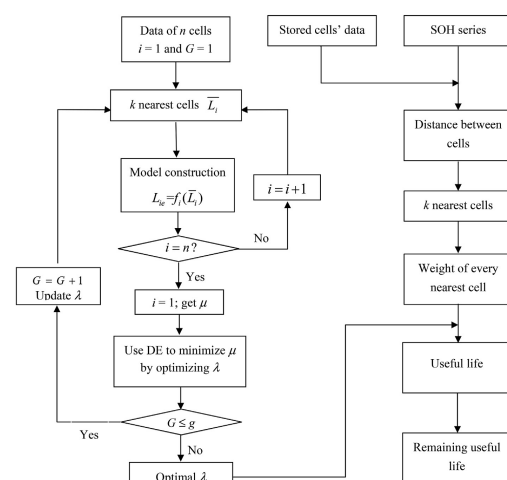 Data of n cells
i = 1 and G = 1
k nearest cells L̅ᵢ
Model construction
Lᵢₑ=fᵢ(L̅ᵢ)
i=i+1
i = n?
No
Yes
i = 1; get μ
G = G + 1
Update λ
Use DE to minimize μ
by optimizing λ
G ≤ g
Yes
No
Optimal λ
Stored cells’ data
SOH series
Distance between
cells
k nearest cells
Weight of every
nearest cell
Useful life
Remaining useful
life